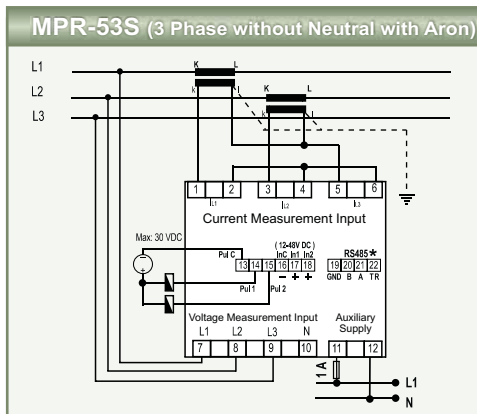 MPR-53S (3 Phase without Neutral with Aron)
K L
L1
K L
L2
k l
k l
L3
1 2 3 4 5 6
L1 L2 L3
Current Measurement Input
Max: 30 VDC
(12-48V DC)
Pul C InC In1 In2 RS485*
13 14 15 16 17 18 19 20 21 22
Pul 1 Pul 2 − + + GND B A TR
Voltage Measurement Input Auxiliary
Supply
L1 L2 L3 N
7 8 9 10 11 12
1 A
L1
N